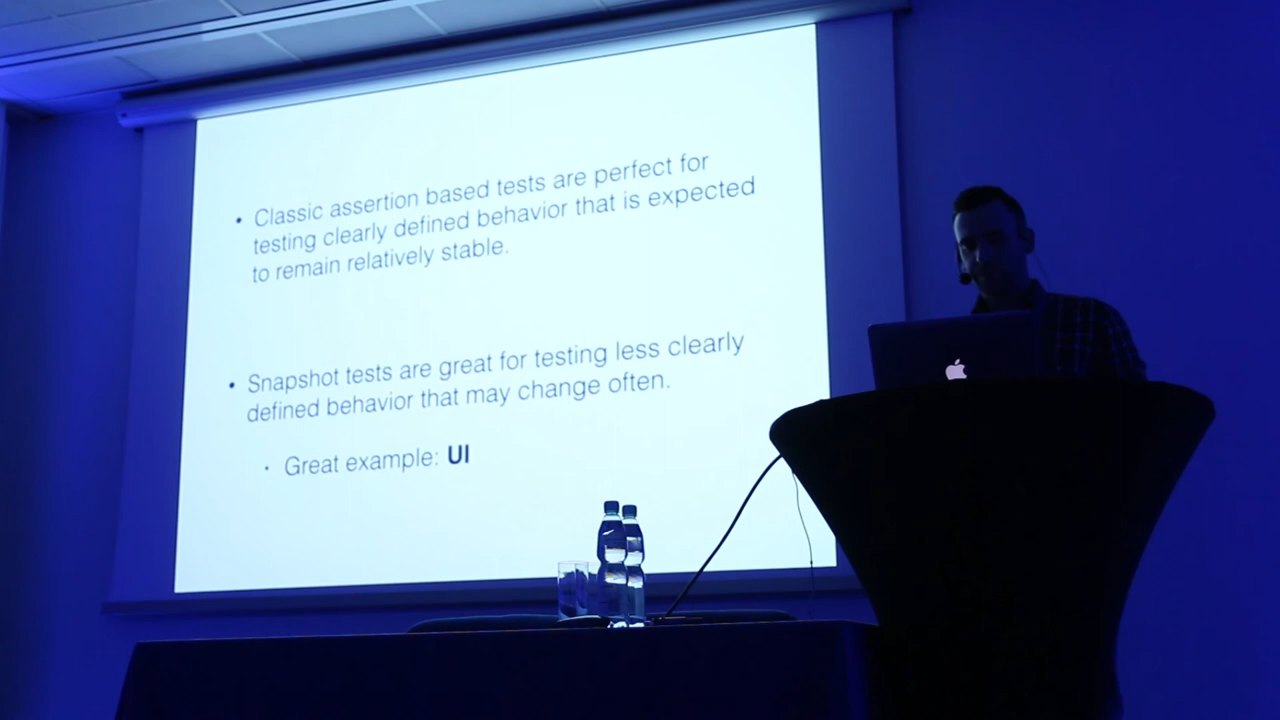 • Classic assertion based tests are perfect for
testing clearly defined behavior that is expected
to remain relatively stable.
• Snapshot tests are great for testing less clearly
defined behavior that may change often.
• Great example: UI